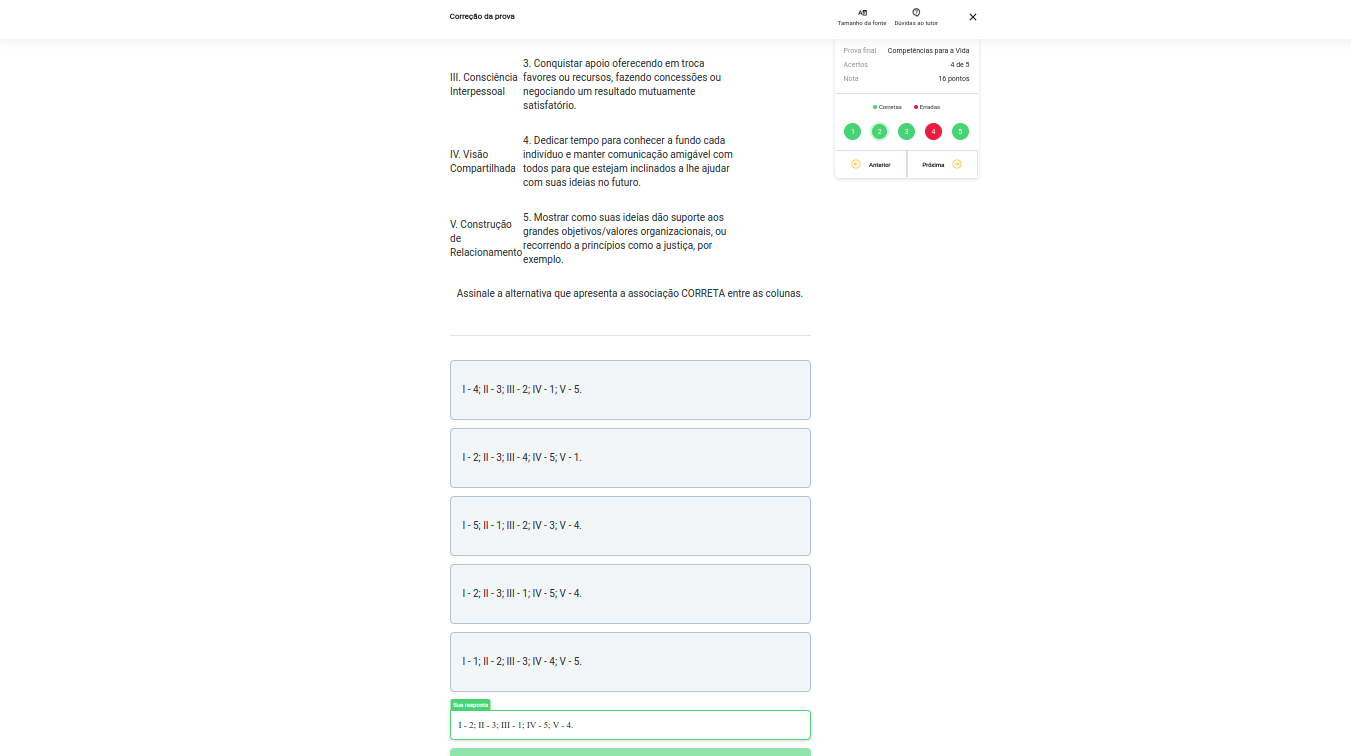 Correção da prova
Tamanho da fonte
Dúvidas ao tutor
Prova final Competências para a Vida
Acertos 4 de 5
Nota 16 pontos
Corretas Erradas
1 2 3 4 5
Anterior Próxima
III. Consciência
Interpessoal
3. Conquistar apoio oferecendo em troca
favores ou recursos, fazendo concessões ou
negociando um resultado mutuamente
satisfatório.
IV. Visão
Compartilhada
4. Dedicar tempo para conhecer a fundo cada
indivíduo e manter comunicação amigável com
todos para que estejam inclinados a lhe ajudar
com suas ideias no futuro.
V. Construção
de
Relacionamento
5. Mostrar como suas ideias dão suporte aos
grandes objetivos/valores organizacionais, ou
recorrendo a princípios como a justiça, por
exemplo.
Assinale a alternativa que apresenta a associação CORRETA entre as colunas.
I - 4; II - 3; III - 2; IV - 1; V - 5.
I - 2; II - 3; III - 4; IV - 5; V - 1.
I - 5; II - 1; III - 2; IV - 3; V - 4.
I - 2; II - 3; III - 1; IV - 5; V - 4.
I - 1; II - 2; III - 3; IV - 4; V - 5.
Sua resposta
I - 2; II - 3; III - 1; IV - 5; V - 4.